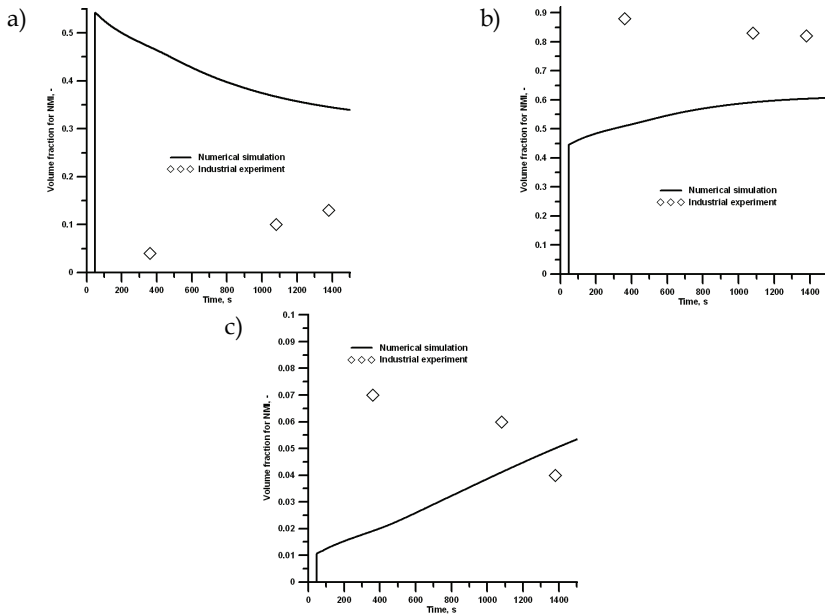 a)
Volume fraction for NMI, -
0.5
0.4
0.3
0.2
0.1
0
Numerical simulation
Industrial experiment
0 200 400 600 800 1000 1200 1400
Time, s
b)
Volume fraction for NMI, -
0.9
0.8
0.7
0.6
0.5
0.4
0.3
0.2
0.1
0
Numerical simulation
Industrial experiment
0 200 400 600 800 1000 1200 1400
Time, s
c)
Volume fraction for NMI, -
0.1
0.09
0.08
0.07
0.06
0.05
0.04
0.03
0.02
0.01
0
Numerical simulation
Industrial experiment
0 200 400 600 800 1000 1200 1400
Time, s